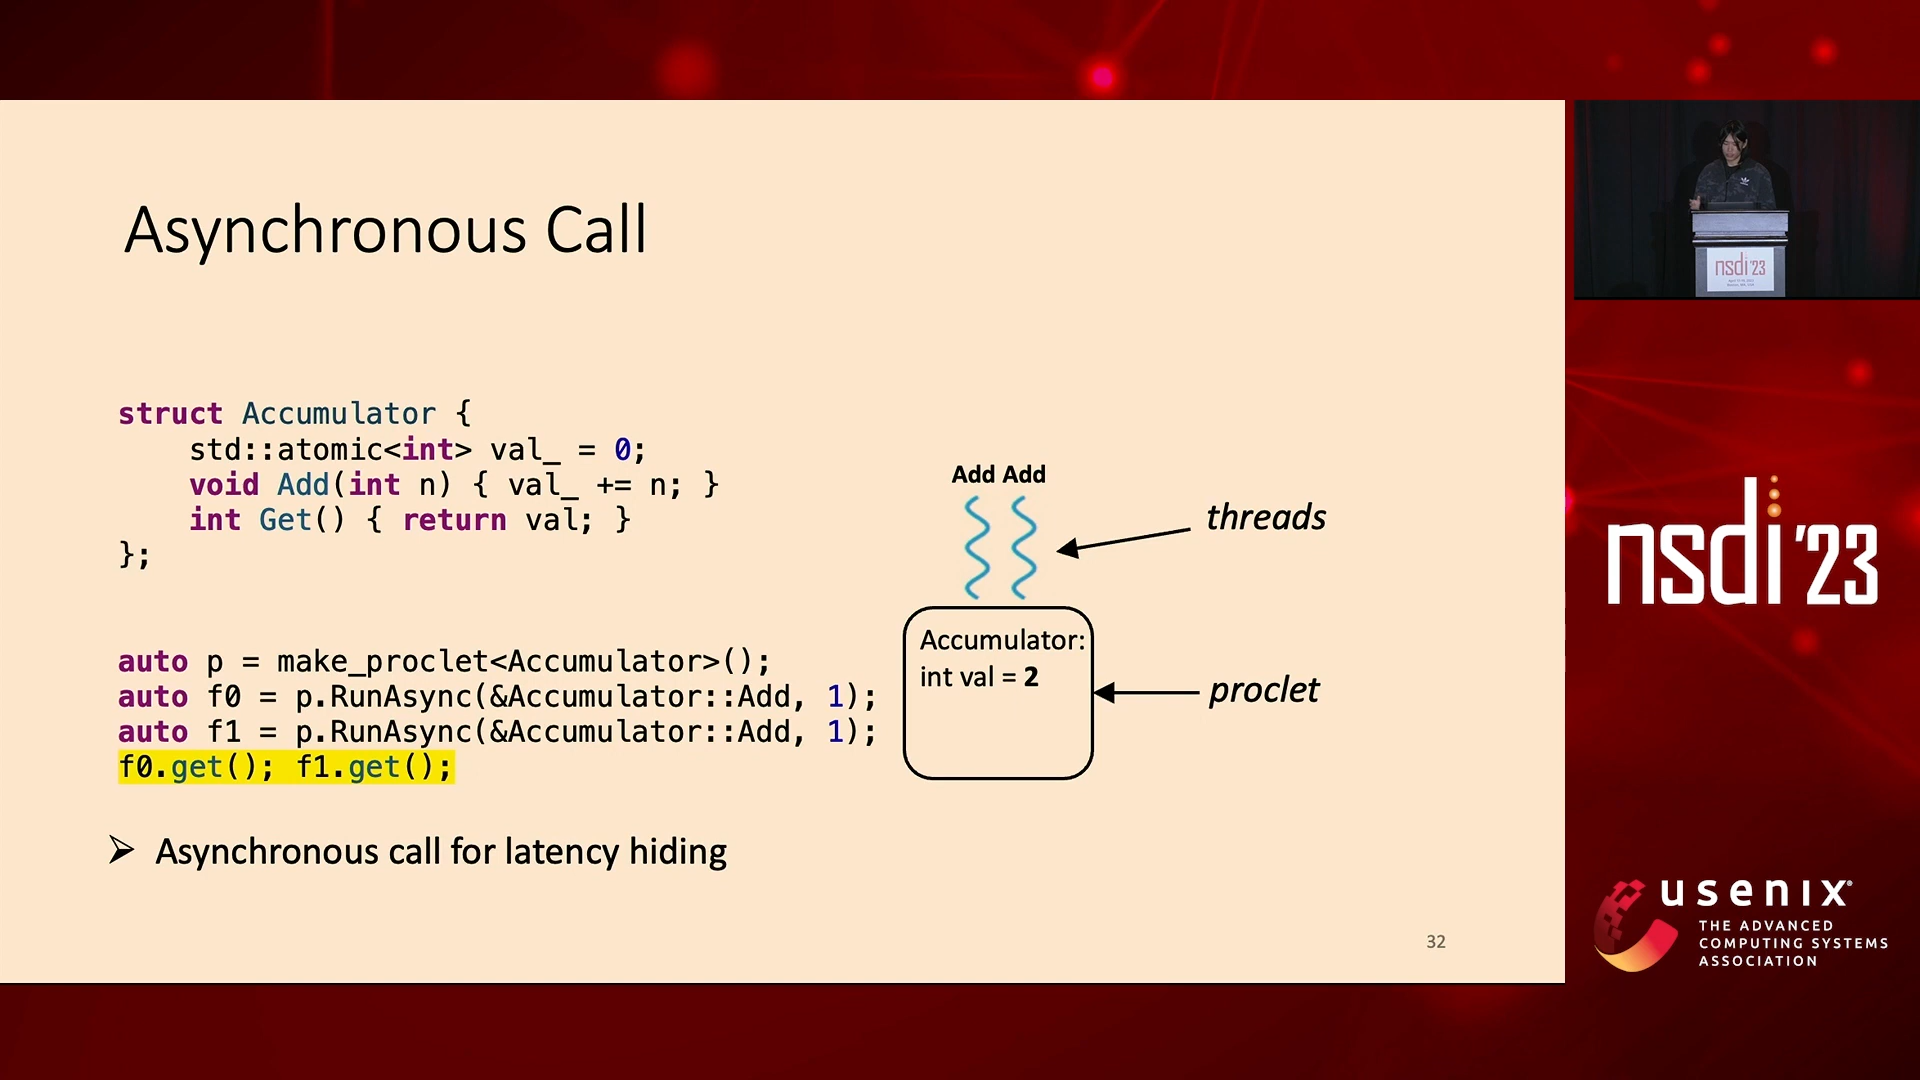 Asynchronous Call
struct Accumulator {
std::atomic<int> val_ = 0;
void Add(int n) { val_ += n; }
int Get() { return val; }
};
auto p = make_proclet<Accumulator>();
auto f0 = p.RunAsync(&Accumulator::Add, 1);
auto f1 = p.RunAsync(&Accumulator::Add, 1);
f0.get(); f1.get();
➢ Asynchronous call for latency hiding
Add Add
threads
Accumulator:
int val = 2
proclet
32
nsdi'23
nsdi'23
usenix®
THE ADVANCED
COMPUTING SYSTEMS
ASSOCIATION